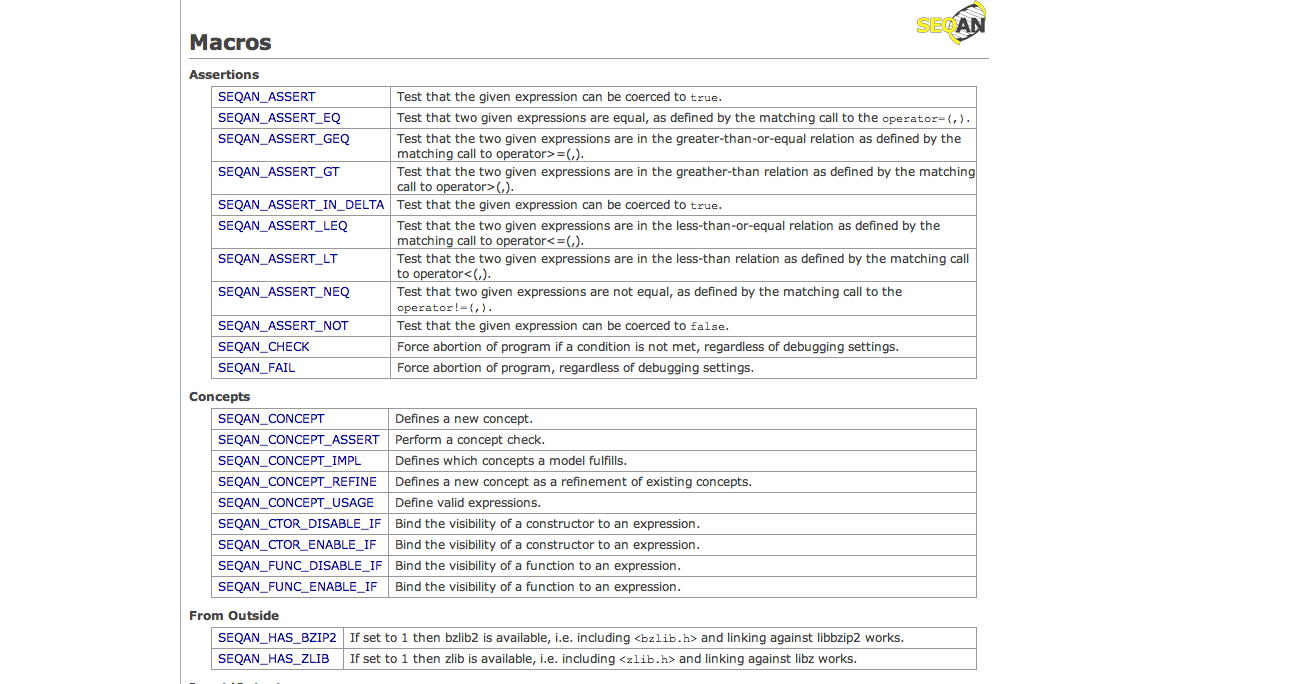 SEQAN
Macros
Assertions
SEQAN_ASSERT Test that the given expression can be coerced to true.
SEQAN_ASSERT_EQ Test that two given expressions are equal, as defined by the matching call to the operator=(,).
SEQAN_ASSERT_GEQ Test that the two given expressions are in the greater-than-or-equal relation as defined by the
matching call to operator>=(,).
SEQAN_ASSERT_GT Test that the two given expressions are in the greather-than relation as defined by the matching
call to operator>(,).
SEQAN_ASSERT_IN_DELTA Test that the given expression can be coerced to true.
SEQAN_ASSERT_LEQ Test that the two given expressions are in the less-than-or-equal relation as defined by the
matching call to operator<=(,).
SEQAN_ASSERT_LT Test that the two given expressions are in the less-than relation as defined by the matching call
to operator<(,).
SEQAN_ASSERT_NEQ Test that two given expressions are not equal, as defined by the matching call to the
operator!=(,).
SEQAN_ASSERT_NOT Test that the given expression can be coerced to false.
SEQAN_CHECK Force abortion of program if a condition is not met, regardless of debugging settings.
SEQAN_FAIL Force abortion of program, regardless of debugging settings.
Concepts
SEQAN_CONCEPT Defines a new concept.
SEQAN_CONCEPT_ASSERT Perform a concept check.
SEQAN_CONCEPT_IMPL Defines which concepts a model fulfills.
SEQAN_CONCEPT_REFINE Defines a new concept as a refinement of existing concepts.
SEQAN_CONCEPT_USAGE Define valid expressions.
SEQAN_CTOR_DISABLE_IF Bind the visibility of a constructor to an expression.
SEQAN_CTOR_ENABLE_IF Bind the visibility of a constructor to an expression.
SEQAN_FUNC_DISABLE_IF Bind the visibility of a function to an expression.
SEQAN_FUNC_ENABLE_IF Bind the visibility of a function to an expression.
From Outside
SEQAN_HAS_BZIP2 If set to 1 then bzlib2 is available, i.e. including <bzlib.h> and linking against libbzip2 works.
SEQAN_HAS_ZLIB If set to 1 then zlib is available, i.e. including <zlib.h> and linking against libz works.